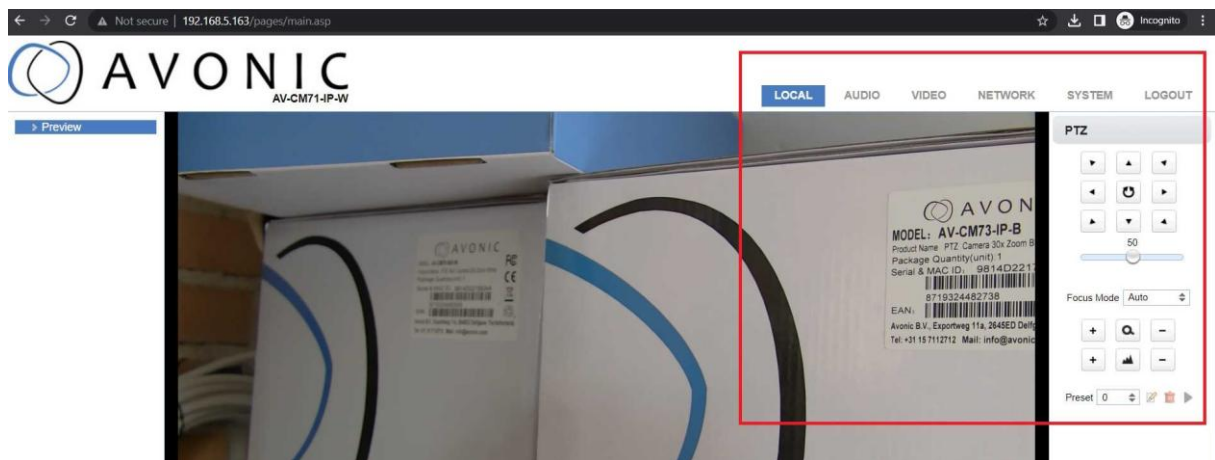 Not secure | 192.168.5.163/pages/main.asp
Incognito
AVONIC
AV-CM71-IP-W
LOCAL AUDIO VIDEO NETWORK SYSTEM LOGOUT
> Preview
PTZ
50
Focus Mode Auto
+ −
+ −
Preset 0
AVONIC
AVON
MODEL: AV-CM73-IP-B
Product Name PTZ Camera 30x Zoom B
Package Quantity(unit): 1
Serial & MAC ID: 9814D2217
8719324482738
EAN:
Avonic B.V., Exportweg 11a, 2645ED Delfg
Tel. +31 15 7112712 Mail: info@avonic